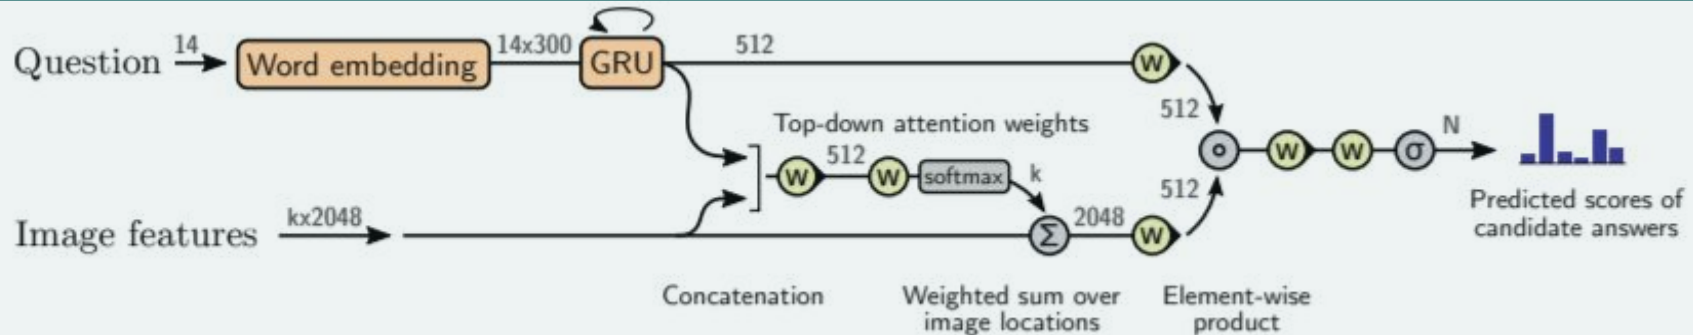 Question
14
Word embedding
14x300
GRU
512
W
512
Top-down attention weights
W
512
W
softmax
k
W
W
σ
N
512
Predicted scores of
candidate answers
Image features
kx2048
Σ
2048
W
Concatenation
Weighted sum over
image locations
Element-wise
product